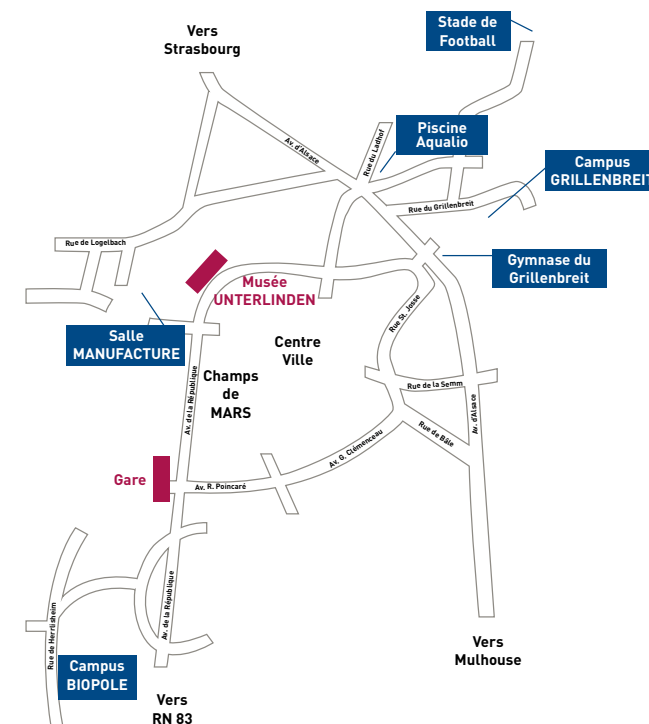 Vers
Strasbourg
Stade de
Football
Av. d'Alsace
Rue du Ladhof
Piscine
Aqualio
Campus
GRILLENBREIT
Rue du Grillenbreit
Rue de Logelbach
Gymnase du
Grillenbreit
Musée
UNTERLINDEN
Rue St. Josse
Salle
MANUFACTURE
Centre
Ville
Champs
de
MARS
Av. de la République
Rue de la Semm
Av. d'Alsace
Rue de Bâle
Av. G. Clémenceau
Gare
Av. R. Poincaré
Av. de la République
Rue de Herrlisheim
Campus
BIOPOLE
Vers
Mulhouse
Vers
RN 83